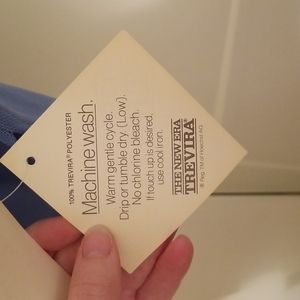 100% TREVIRA® POLYESTER
Machine wash.
Warm gentle cycle.
Drip or tumble dry. (Low).
No chlorine bleach.
If touch up is desired,
use cool iron.
THE NEW ERA
TREVIRA®
® Reg. TM of Hoechst AG